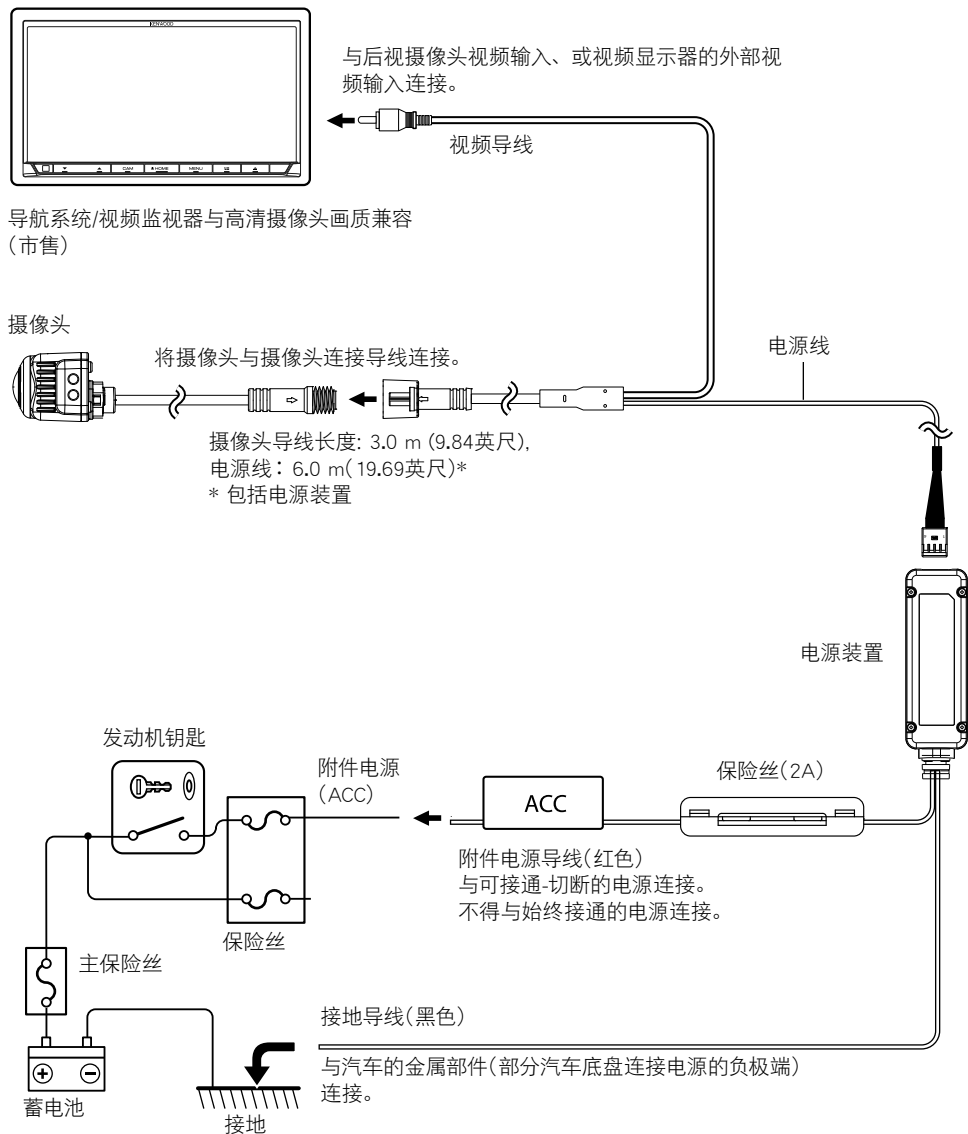 KENWOOD
与后视摄像头视频输入、或视频显示器的外部视
频输入连接。
视频导线
CAM
HOME
MENU
导航系统/视频监视器与高清摄像头画质兼容
(市售)
摄像头
将摄像头与摄像头连接导线连接。
电源线
摄像头导线长度: 3.0 m (9.84英尺),
电源线：6.0 m( 19.69英尺)*
* 包括电源装置
电源装置
发动机钥匙
附件电源
(ACC)
ACC
保险丝(2A)
附件电源导线(红色)
与可接通-切断的电源连接。
不得与始终接通的电源连接。
保险丝
主保险丝
接地导线(黑色)
与汽车的金属部件(部分汽车底盘连接电源的负极端)
连接。
蓄电池
接地